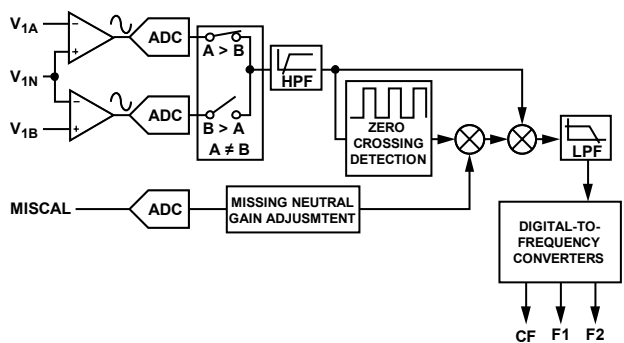 V1A
V1N
V1B
−
+
−
+
ADC
ADC
A > B
B > A
A ≠ B
HPF
ZERO
CROSSING
DETECTION
LPF
MISCAL
ADC
MISSING NEUTRAL
GAIN ADJUSMTENT
DIGITAL-TO-
FREQUENCY
CONVERTERS
CF F1 F2